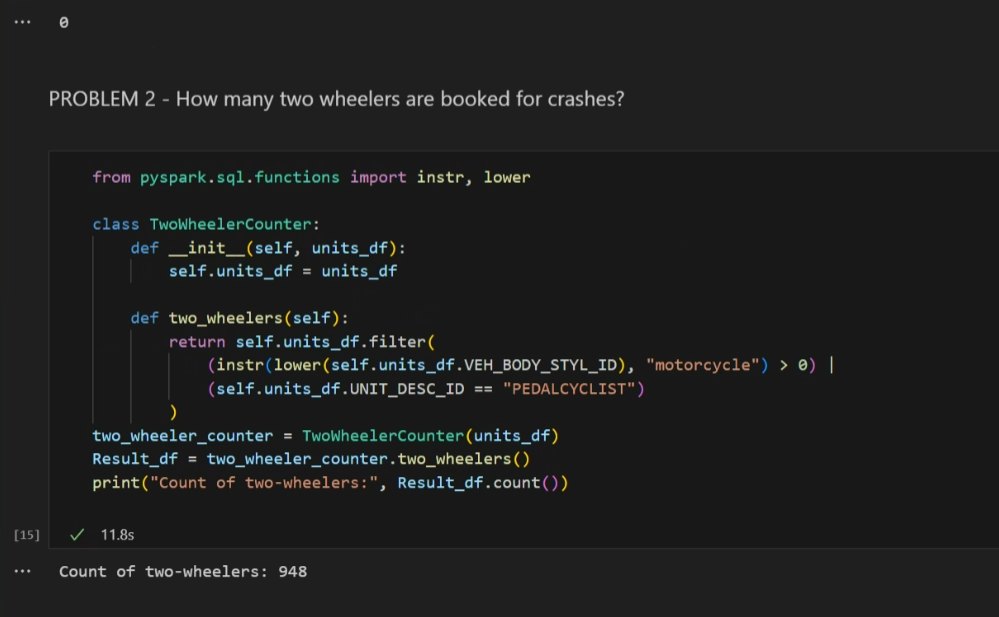 ... 0
PROBLEM 2 - How many two wheelers are booked for crashes?
from pyspark.sql.functions import instr, lower
class TwoWheelerCounter:
def __init__(self, units_df):
self.units_df = units_df
def two_wheelers(self):
return self.units_df.filter(
(instr(lower(self.units_df.VEH_BODY_STYL_ID), "motorcycle") > 0) |
(self.units_df.UNIT_DESC_ID == "PEDALCYCLIST")
)
two_wheeler_counter = TwoWheelerCounter(units_df)
Result_df = two_wheeler_counter.two_wheelers()
print("Count of two-wheelers:", Result_df.count())
[15] ✓ 11.8s
... Count of two-wheelers: 948